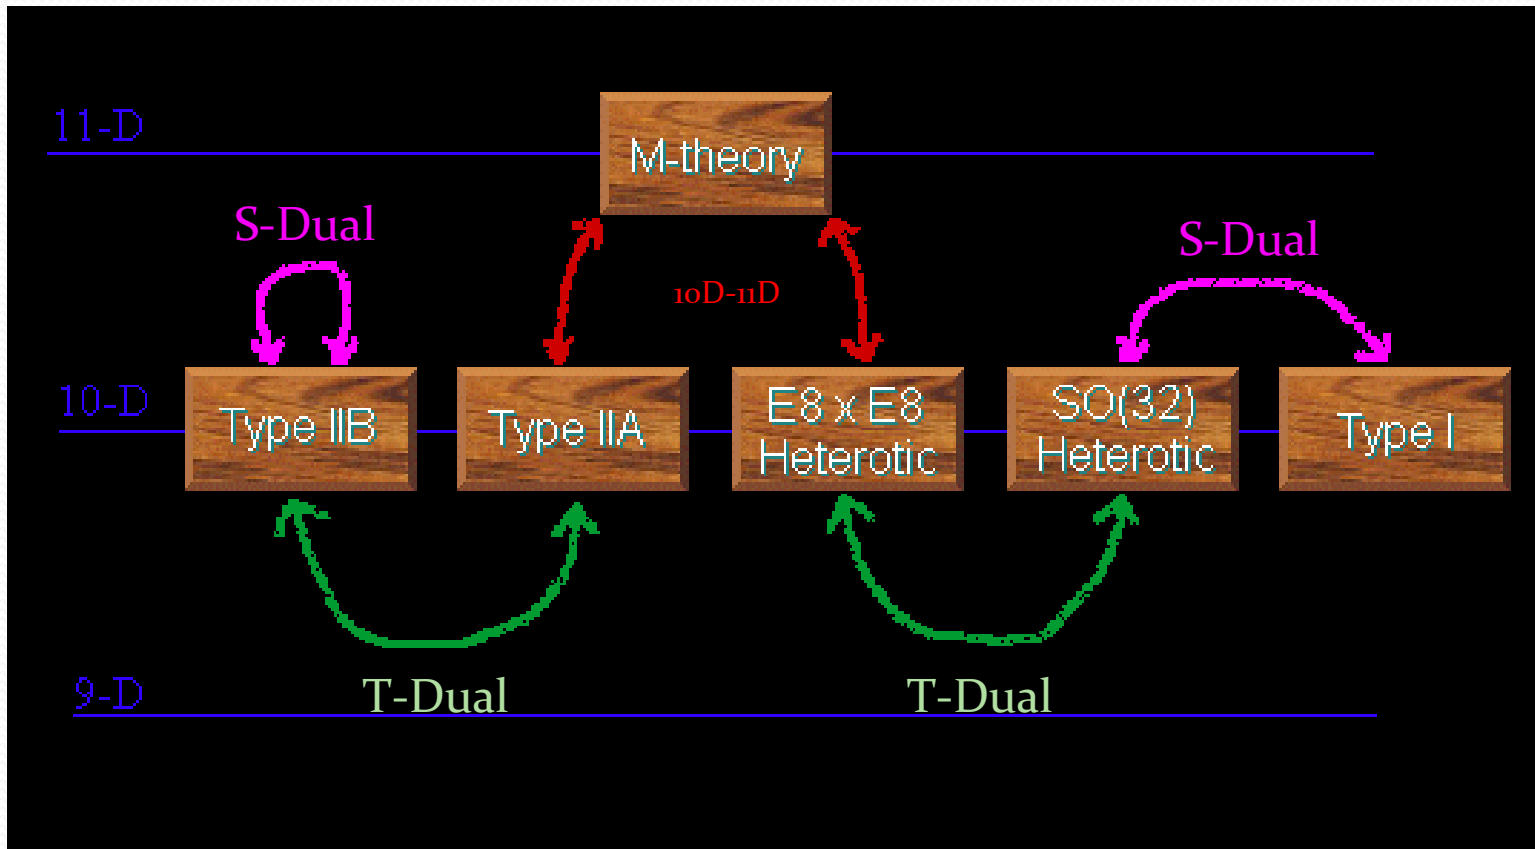 11-D
M-theory
S-Dual
S-Dual
10D-11D
10-D
Type IIB
Type IIA
E8 x E8
Heterotic
SO(32)
Heterotic
Type I
9-D
T-Dual
T-Dual